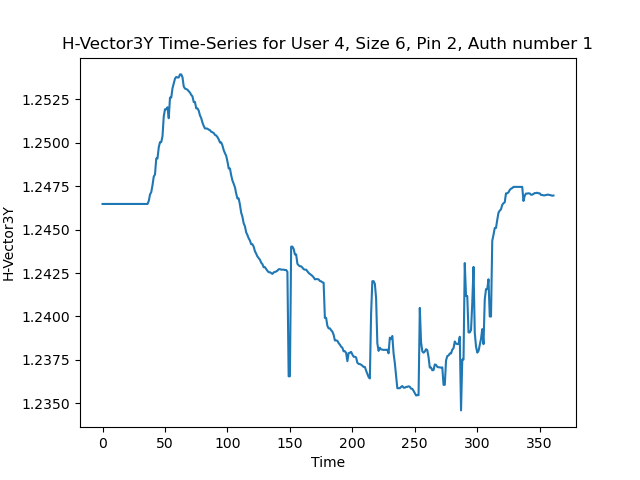 H-Vector3Y Time-Series for User 4, Size 6, Pin 2, Auth number 1
1.2525
1.2500
1.2475
1.2450
1.2425
1.2400
1.2375
1.2350
H-Vector3Y
0 50 100 150 200 250 300 350
Time